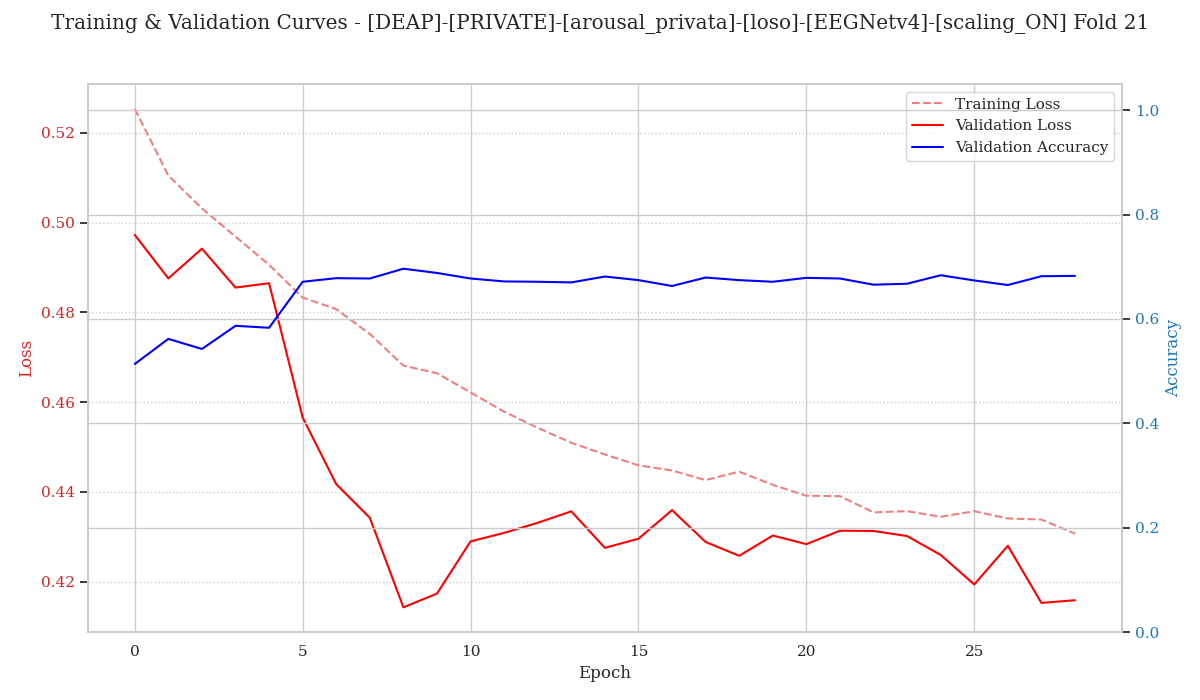 Training & Validation Curves - [DEAP]-[PRIVATE]-[arousal_privata]-[loso]-[EEGNetv4]-[scaling_ON] Fold 21
Training Loss
Validation Loss
Validation Accuracy
0.52
0.50
0.48
0.46
0.44
0.42
Loss
1.0
0.8
0.6
0.4
0.2
0.0
Accuracy
0
5
10
15
20
25
Epoch